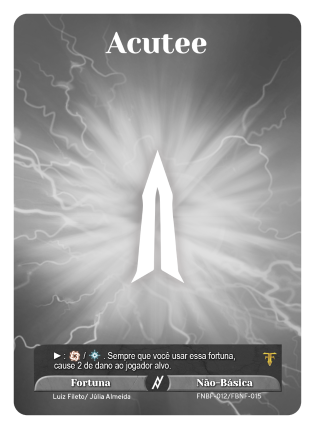 Acutee
▶ : / . Sempre que você usar essa fortuna,
cause 2 de dano ao jogador alvo.
Fortuna
Não-Básica
Luiz Fileto/ Júlia Almeida
FNBF-012/FBNF-015